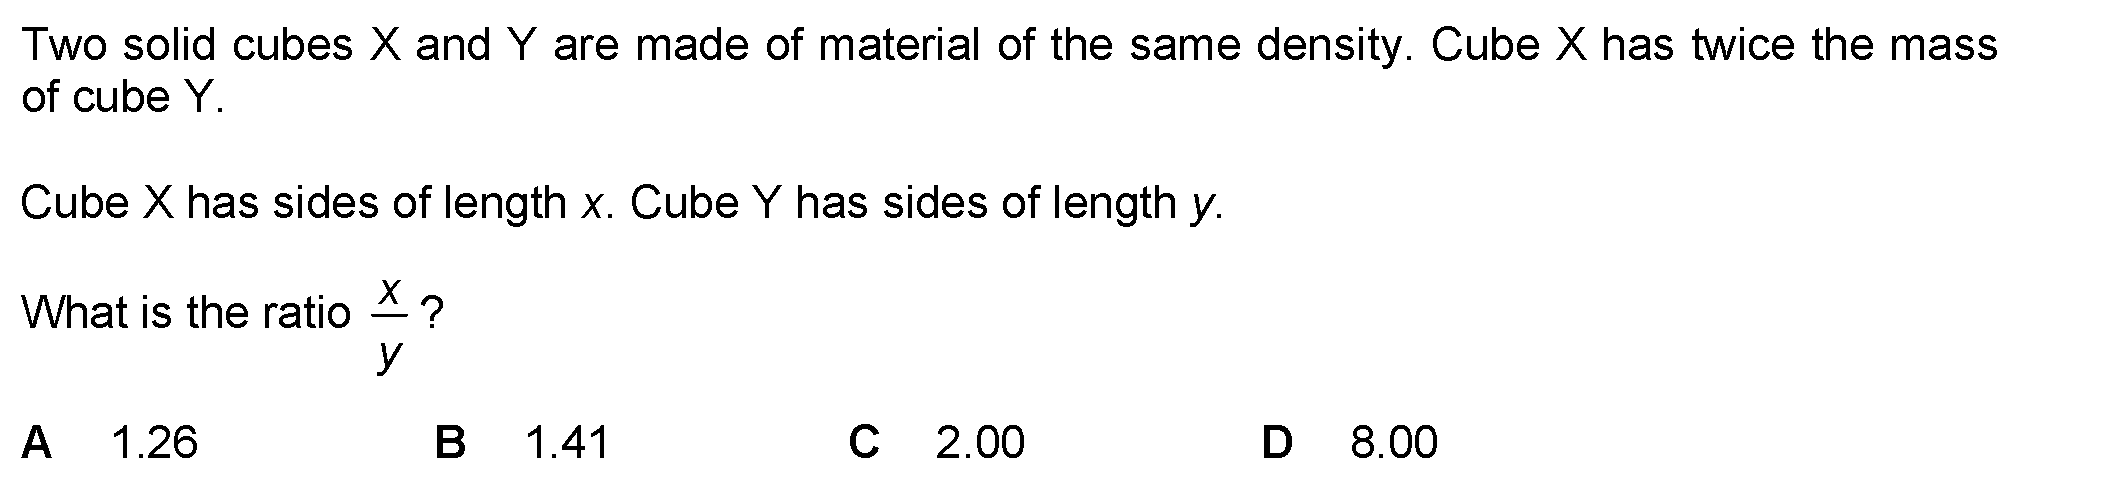 Two solid cubes X and Y are made of material of the same density. Cube X has twice the mass
of cube Y.
Cube X has sides of length x. Cube Y has sides of length y.
What is the ratio x/y?
A 1.26 B 1.41 C 2.00 D 8.00